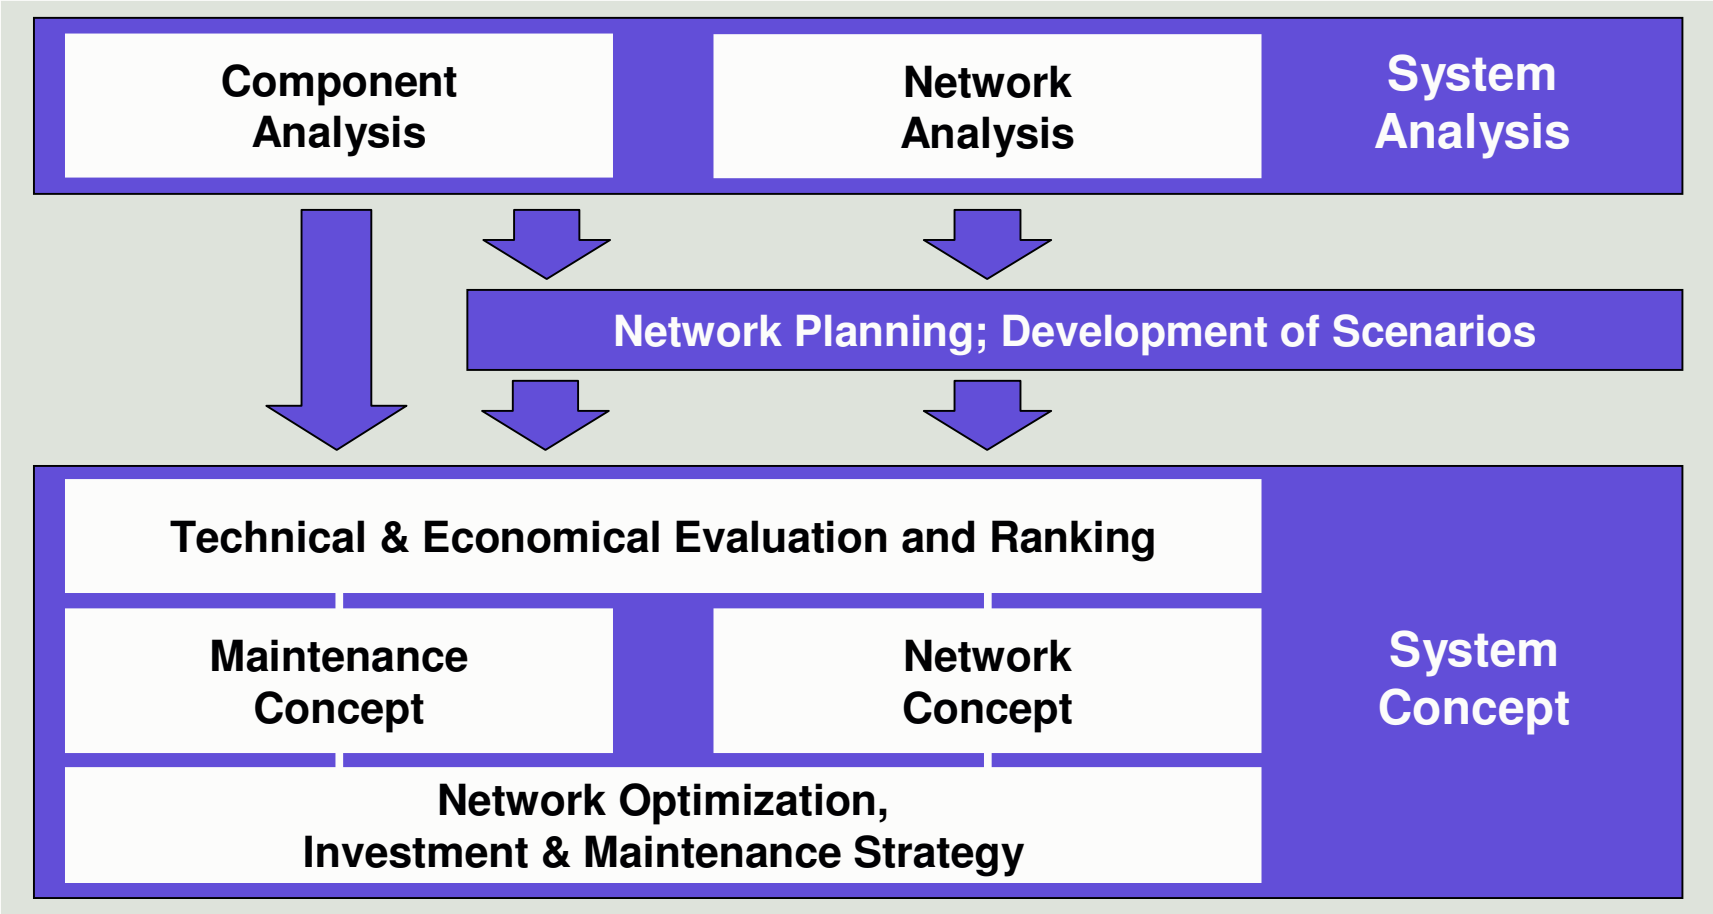 Component
Analysis
Network
Analysis
System
Analysis
Network Planning; Development of Scenarios
Technical & Economical Evaluation and Ranking
Maintenance
Concept
Network
Concept
System
Concept
Network Optimization,
Investment & Maintenance Strategy